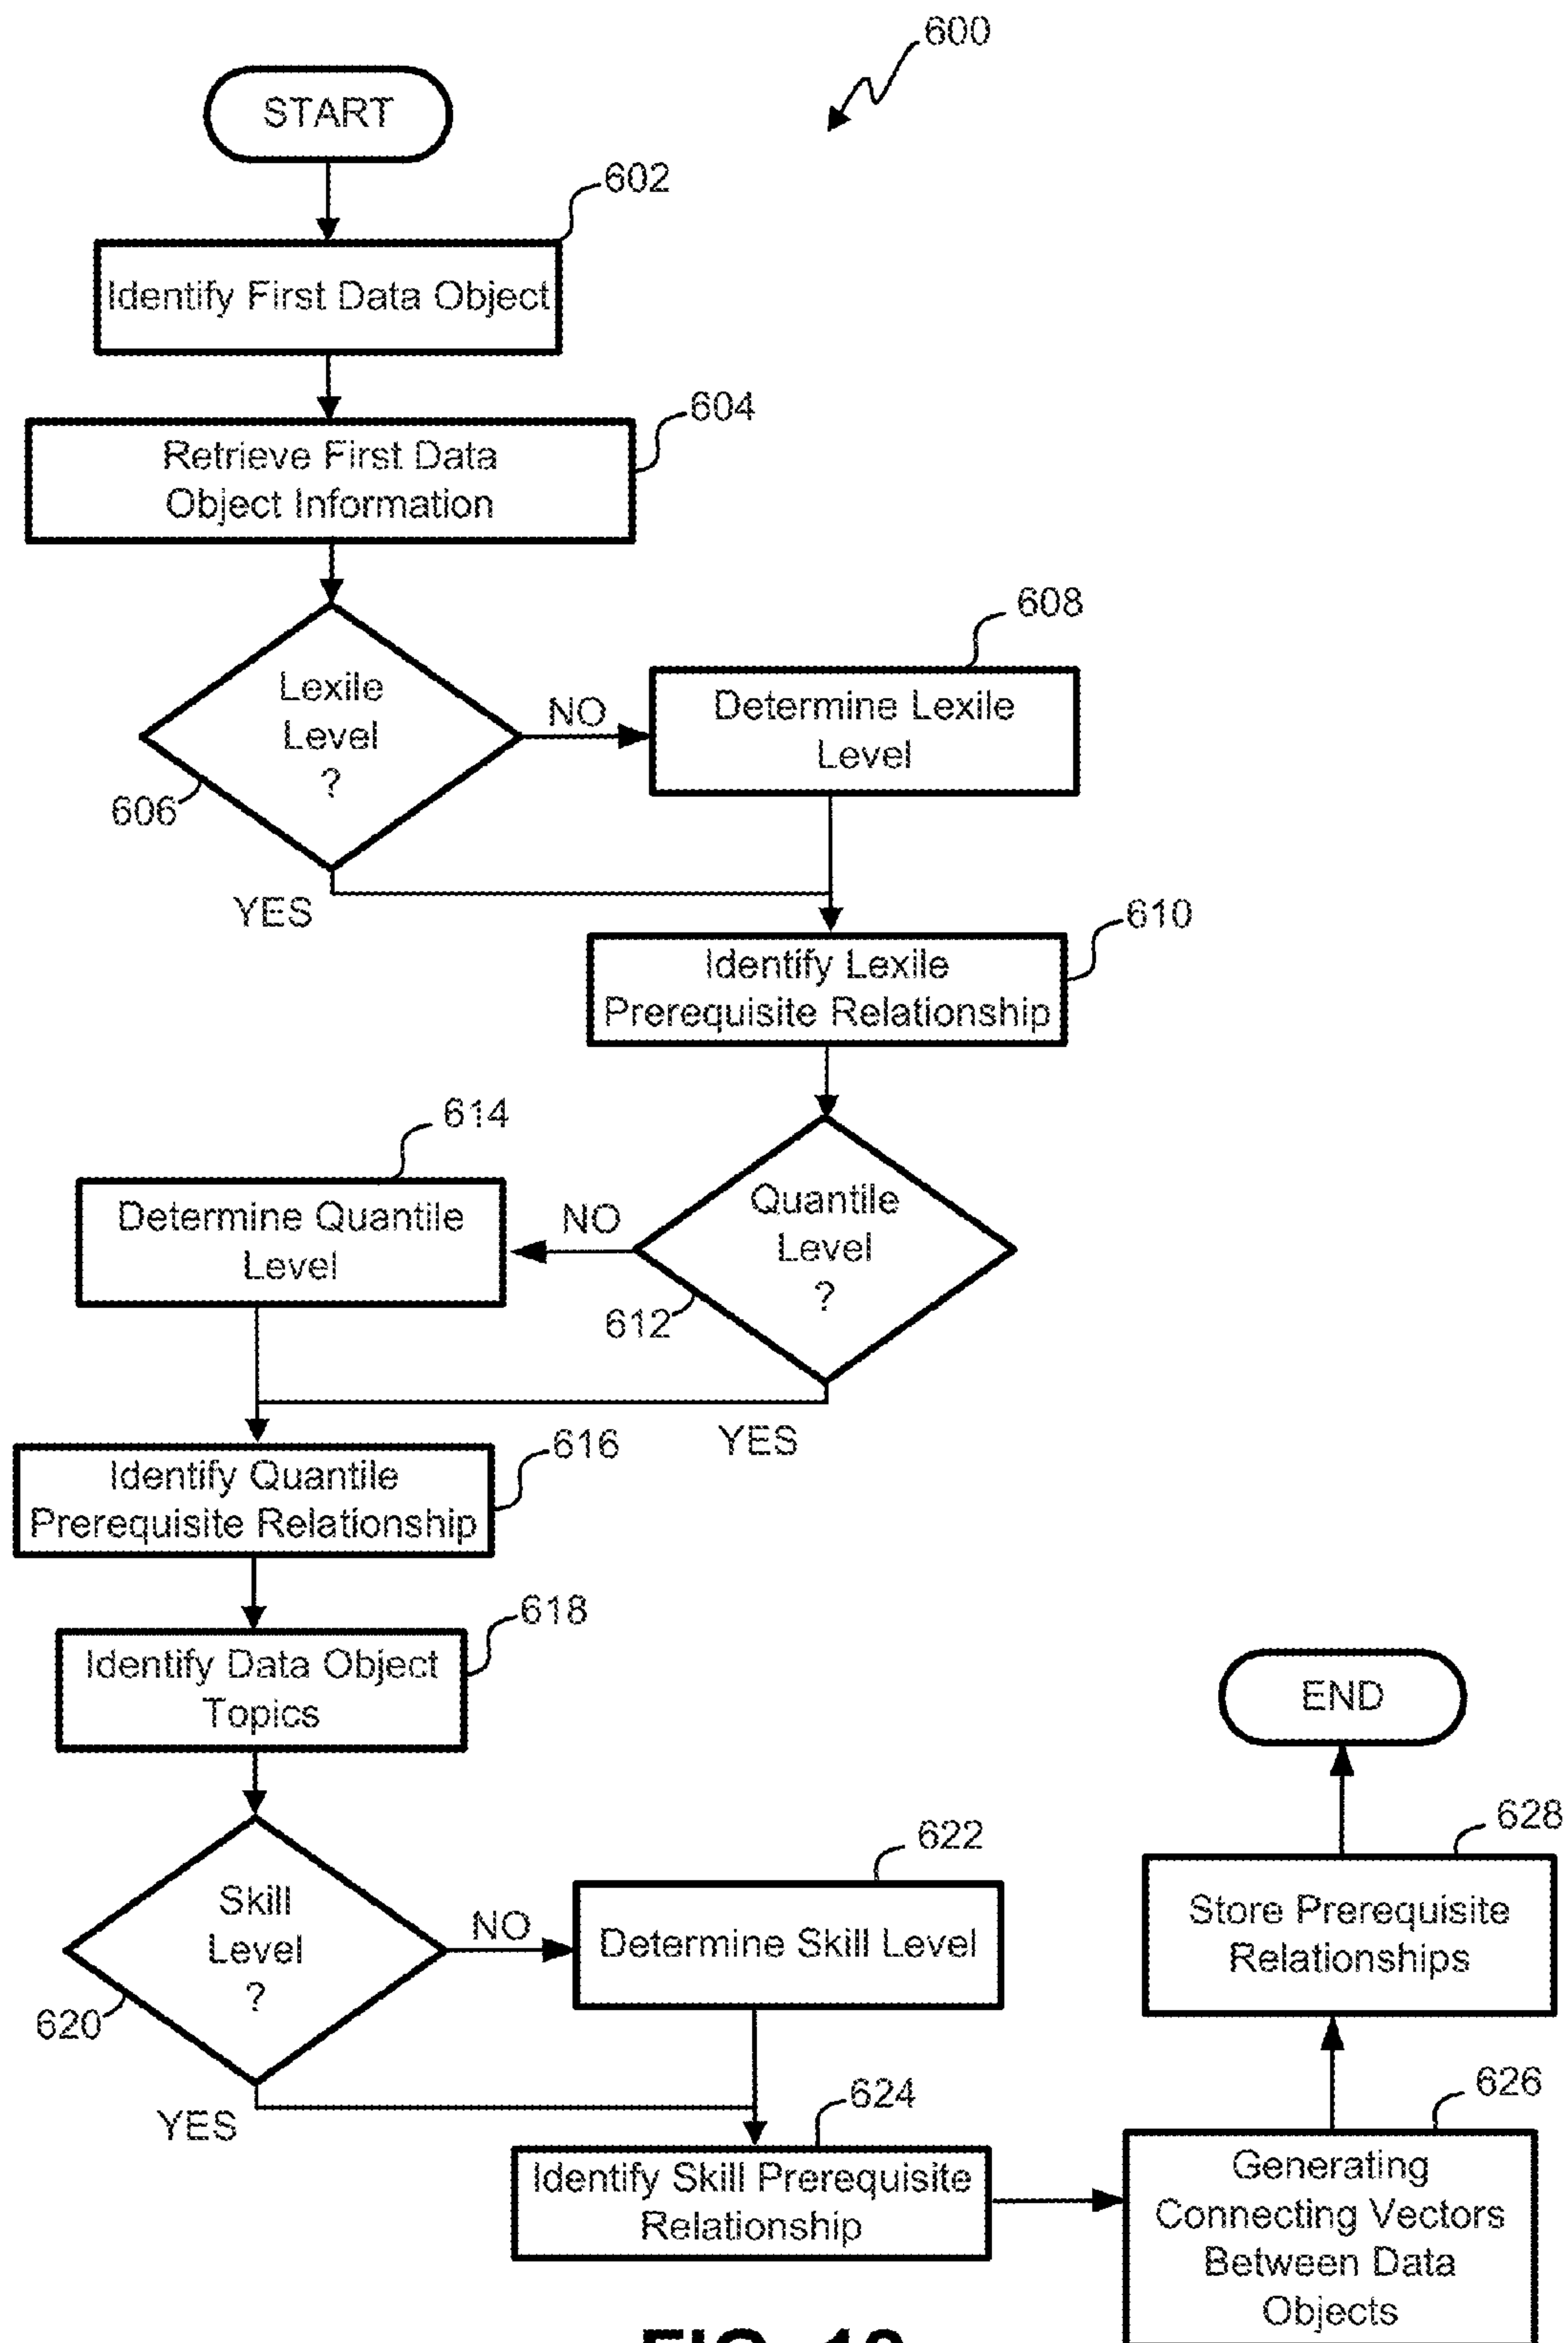 600
START
602
Identify First Data Object
604
Retrieve First Data
Object Information
608
Lexile
Level
?
NO
Determine Lexile
Level
606
YES
610
Identify Lexile
Prerequisite Relationship
614
Determine Quantile
Level
NO
Quantile
Level
?
612
YES
616
Identify Quantile
Prerequisite Relationship
618
Identify Data Object
Topics
END
622
628
Skill
Level
?
NO
Determine Skill Level
Store Prerequisite
Relationships
620
YES
624
626
Identify Skill Prerequisite
Relationship
Generating
Connecting Vectors
Between Data
Objects